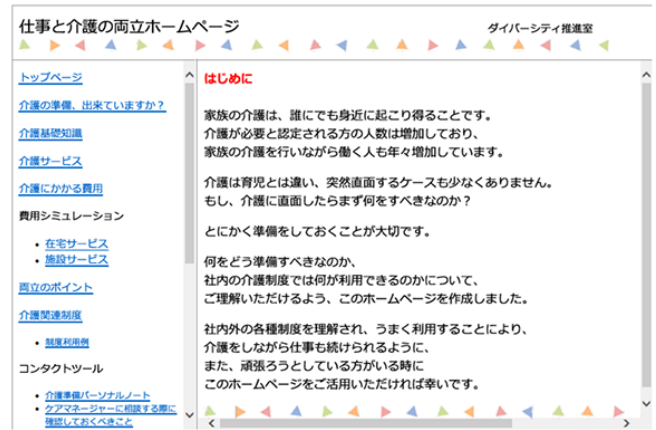 仕事と介護の両立ホームページ
ダイバーシティ推進室
トップページ
介護の準備、出来ていますか？
介護基礎知識
介護サービス
介護にかかる費用
費用シミュレーション
在宅サービス
施設サービス
両立のポイント
介護関連制度
制度利用例
コンタクトツール
介護準備パーソナルノート
ケアマネージャーに相談する際に
確認しておくべきこと
はじめに
家族の介護は、誰にでも身近に起こり得ることです。
介護が必要と認定される方の人数は増加しており、
家族の介護を行いながら働く人も年々増加しています。
介護は育児とは違い、突然直面するケースも少なくありません。
もし、介護に直面したらまず何をすべきなのか？
とにかく準備をしておくことが大切です。
何をどう準備すべきなのか、
社内の介護制度では何が利用できるのかについて、
ご理解いただけるよう、このホームページを作成しました。
社内外の各種制度を理解され、うまく利用することにより、
介護をしながら仕事も続けられるように、
また、頑張ろうとしている方がいる時に
このホームページをご活用いただければ幸いです。